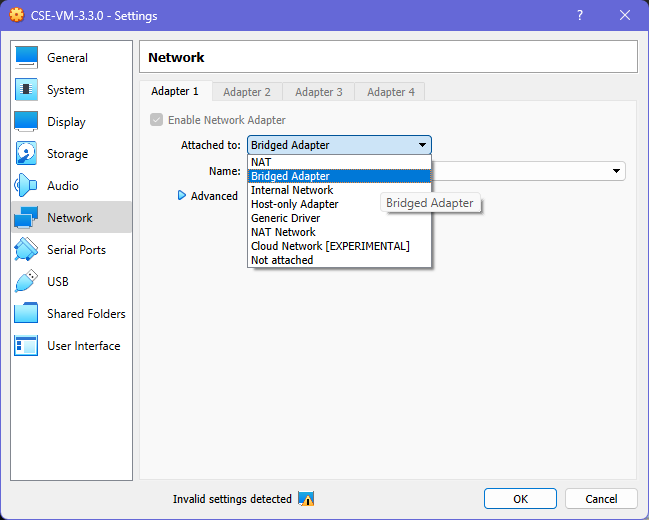 CSE-VM-3.3.0 - Settings
?
General
System
Display
Storage
Audio
Network
Serial Ports
USB
Shared Folders
User Interface
Network
Adapter 1
Adapter 2
Adapter 3
Adapter 4
Enable Network Adapter
Attached to:
Bridged Adapter
NAT
Bridged Adapter
Internal Network
Host-only Adapter
Generic Driver
NAT Network
Cloud Network [EXPERIMENTAL]
Not attached
Name:
Advanced
Bridged Adapter
Invalid settings detected
OK
Cancel